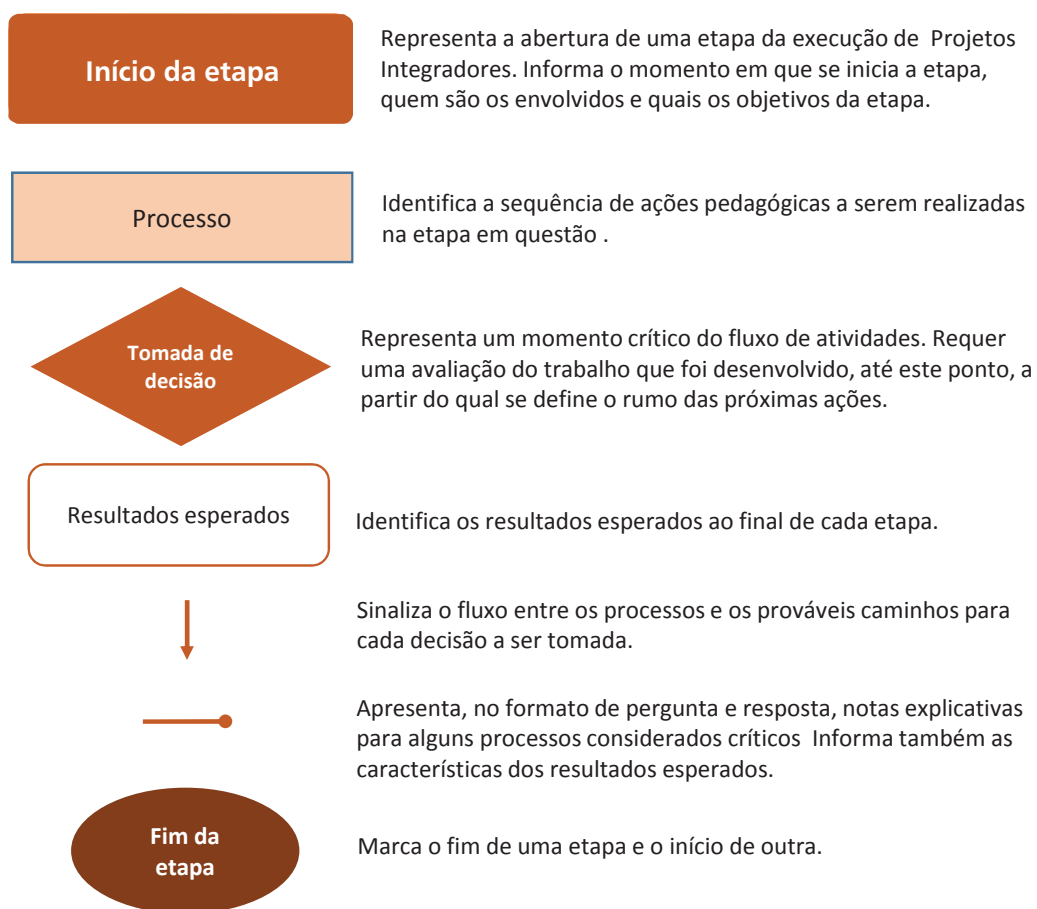 Início da etapa
Representa a abertura de uma etapa da execução de Projetos
Integradores. Informa o momento em que se inicia a etapa,
quem são os envolvidos e quais os objetivos da etapa.
Processo
Identifica a sequência de ações pedagógicas a serem realizadas
na etapa em questão .
Tomada de
decisão
Representa um momento crítico do fluxo de atividades. Requer
uma avaliação do trabalho que foi desenvolvido, até este ponto, a
partir do qual se define o rumo das próximas ações.
Resultados esperados
Identifica os resultados esperados ao final de cada etapa.
Sinaliza o fluxo entre os processos e os prováveis caminhos para
cada decisão a ser tomada.
Apresenta, no formato de pergunta e resposta, notas explicativas
para alguns processos considerados críticos  Informa também as
características dos resultados esperados.
Fim da
etapa
Marca o fim de uma etapa e o início de outra.